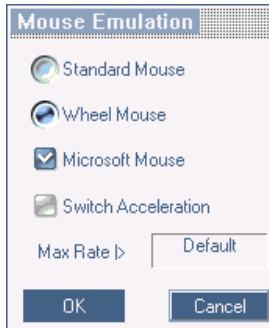 Mouse Emulation
Standard Mouse
Wheel Mouse
Microsoft Mouse
Switch Acceleration
Max Rate |> Default
OK Cancel